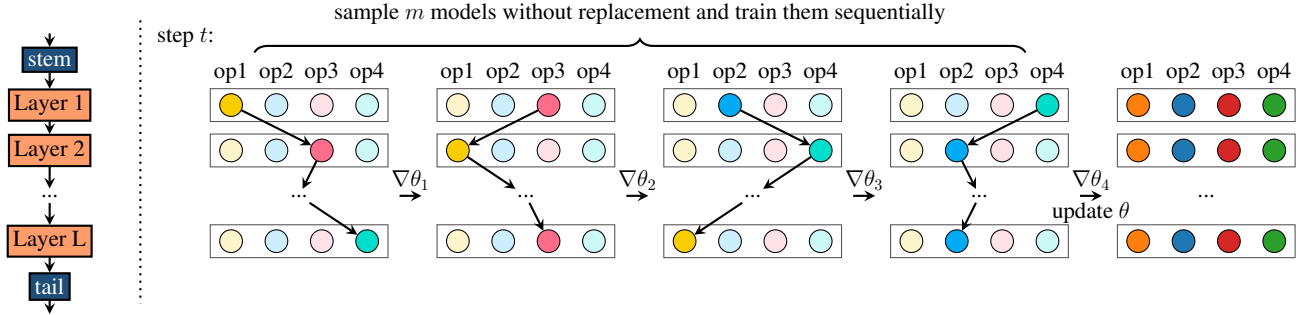 sample m models without replacement and train them sequentially
step t:
stem
Layer 1
Layer 2
...
Layer L
tail
op1 op2 op3 op4
op1 op2 op3 op4
op1 op2 op3 op4
op1 op2 op3 op4
op1 op2 op3 op4
... ∇θ₁ ... ∇θ₂ ... ∇θ₃ ... ∇θ₄ ...
update θ